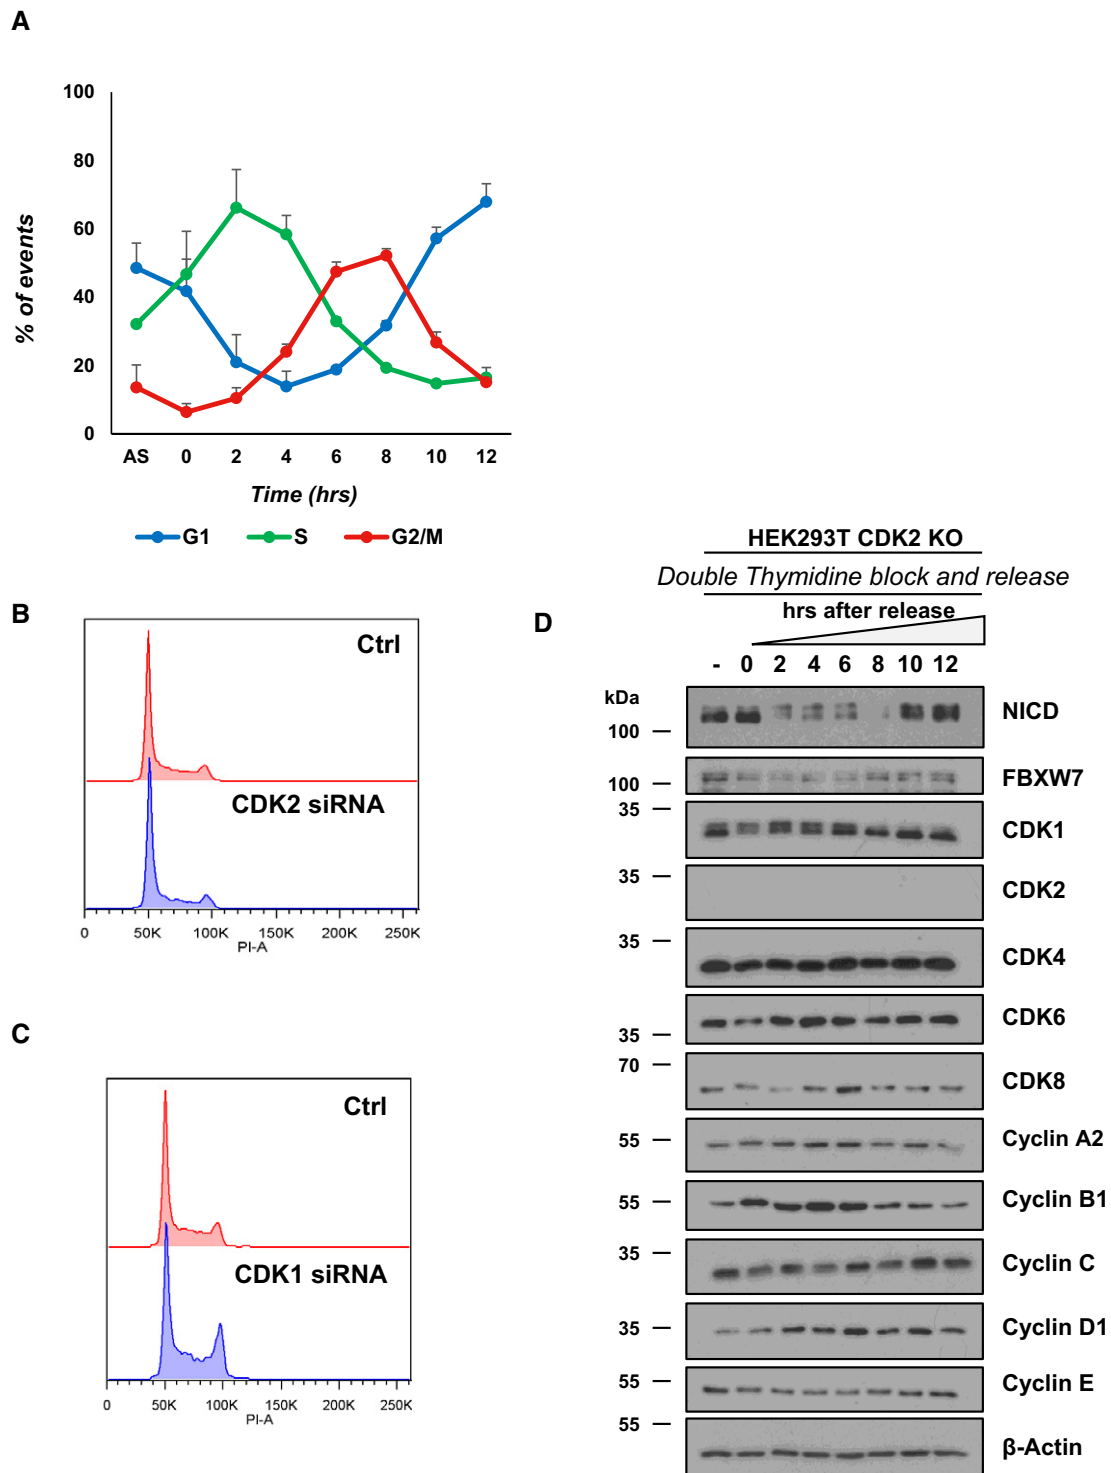 A
100
80
60
40
20
0
% of events
AS 0 2 4 6 8 10 12
Time (hrs)
G1 S G2/M
B
Ctrl
CDK2 siRNA
0 50K 100K 150K 200K 250K
PI-A
C
Ctrl
CDK1 siRNA
0 50K 100K 150K 200K 250K
PI-A
D
HEK293T CDK2 KO
Double Thymidine block and release
hrs after release
- 0 2 4 6 8 10 12
kDa
100 NICD
100 FBXW7
35 CDK1
35 CDK2
35 CDK4
35 CDK6
70 CDK8
55 Cyclin A2
55 Cyclin B1
35 Cyclin C
35 Cyclin D1
55 Cyclin E
55 β-Actin